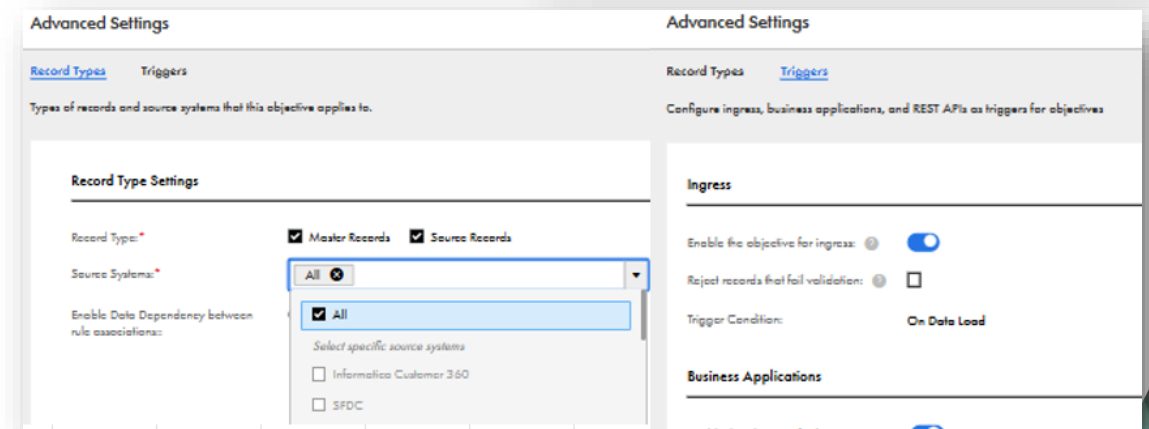 Advanced Settings
Record Types Triggers
Types of records and source systems that this objective applies to.
Record Type Settings
Record Type:*
Master Records Source Records
Source Systems:*
All
Enable Data Dependency between
rule associations::
All
Select specific source systems
Informatica Customer 360
SFDC
Advanced Settings
Record Types Triggers
Configure ingress, business applications, and REST APIs as triggers for objectives
Ingress
Enable the objective for ingress:
Reject records that fail validation:
Trigger Condition: On Data Load
Business Applications